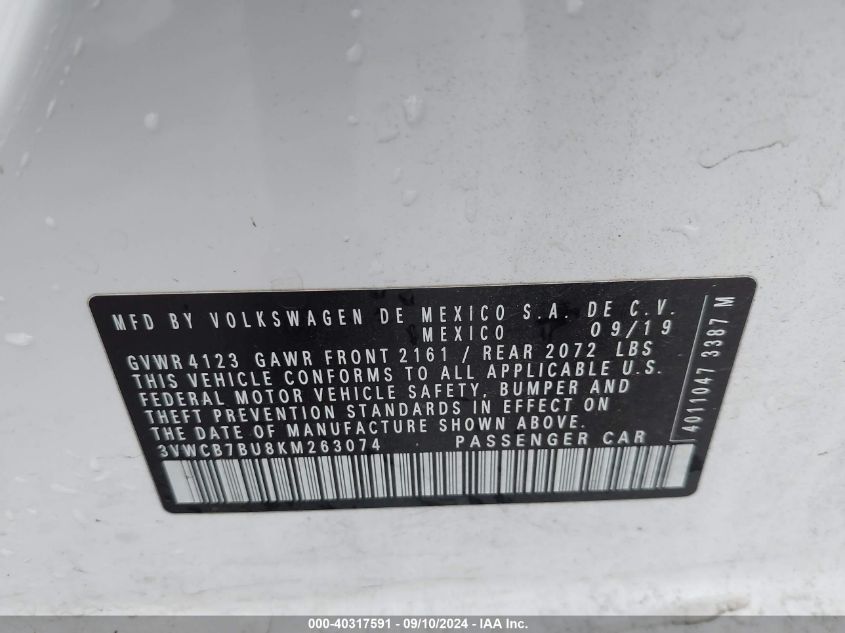 MFD BY VOLKSWAGEN DE MEXICO S.A. DE C.V.
MEXICO 09/19
GVWR 4123 GAWR FRONT 2161 / REAR 2072 LBS
THIS VEHICLE CONFORMS TO ALL APPLICABLE U.S.
FEDERAL MOTOR VEHICLE SAFETY, BUMPER AND
THEFT PREVENTION STANDARDS IN EFFECT ON
THE DATE OF MANUFACTURE SHOWN ABOVE.
3VWCB7BU8KM263074 PASSENGER CAR
4011047 3387 M
000-40317591 - 09/10/2024 - IAA Inc.